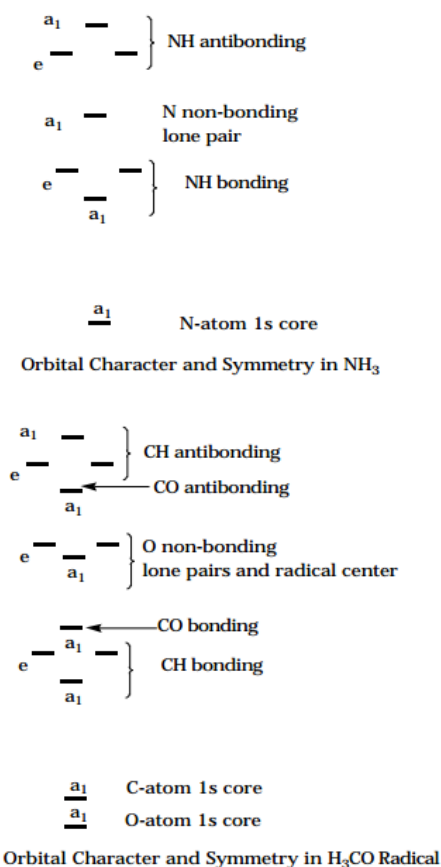 a₁
NH antibonding
e
a₁
N non-bonding
lone pair
e
NH bonding
a₁
a₁
N-atom 1s core
Orbital Character and Symmetry in NH₃
a₁
CH antibonding
e
CO antibonding
a₁
O non-bonding
e
a₁
lone pairs and radical center
CO bonding
a₁
e
CH bonding
a₁
a₁
C-atom 1s core
a₁
O-atom 1s core
Orbital Character and Symmetry in H₃CO Radical